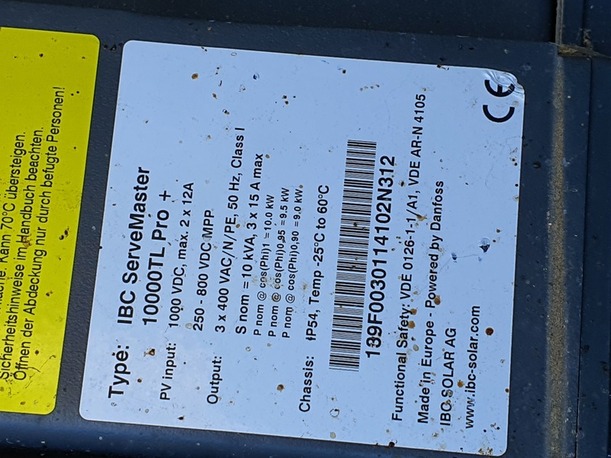 Kann 70°C übersteigen.
Sicherheitshinweise im Handbuch beachten.
Öffnen der Abdeckung nur durch befugte Personen!
Type: IBC ServeMaster
10000TL Pro +
PV input: 1000 VDC, max. 2 x 12A
250 - 800 VDC MPP
Output: 3 x 400 VAC/N/PE, 50 Hz, Class I
S nom = 10 kVA, 3 x 15 A max
P nom @ cos(Phi)1 =10.0 kW
P nom @ cos(Phi)0,95 =9.5 kW
P nom @ cos(Phi)0,90 =9.0 kW
Chassis: IP54, Temp -25°C to 60°C
139F0030114102N312
Functional Safety, VDE 0126-1-1/ A1, VDE AR-N 4105
Made in Europe - Powered by Danfoss
IBC SOLAR AG
www.ibc-solar.com
CE